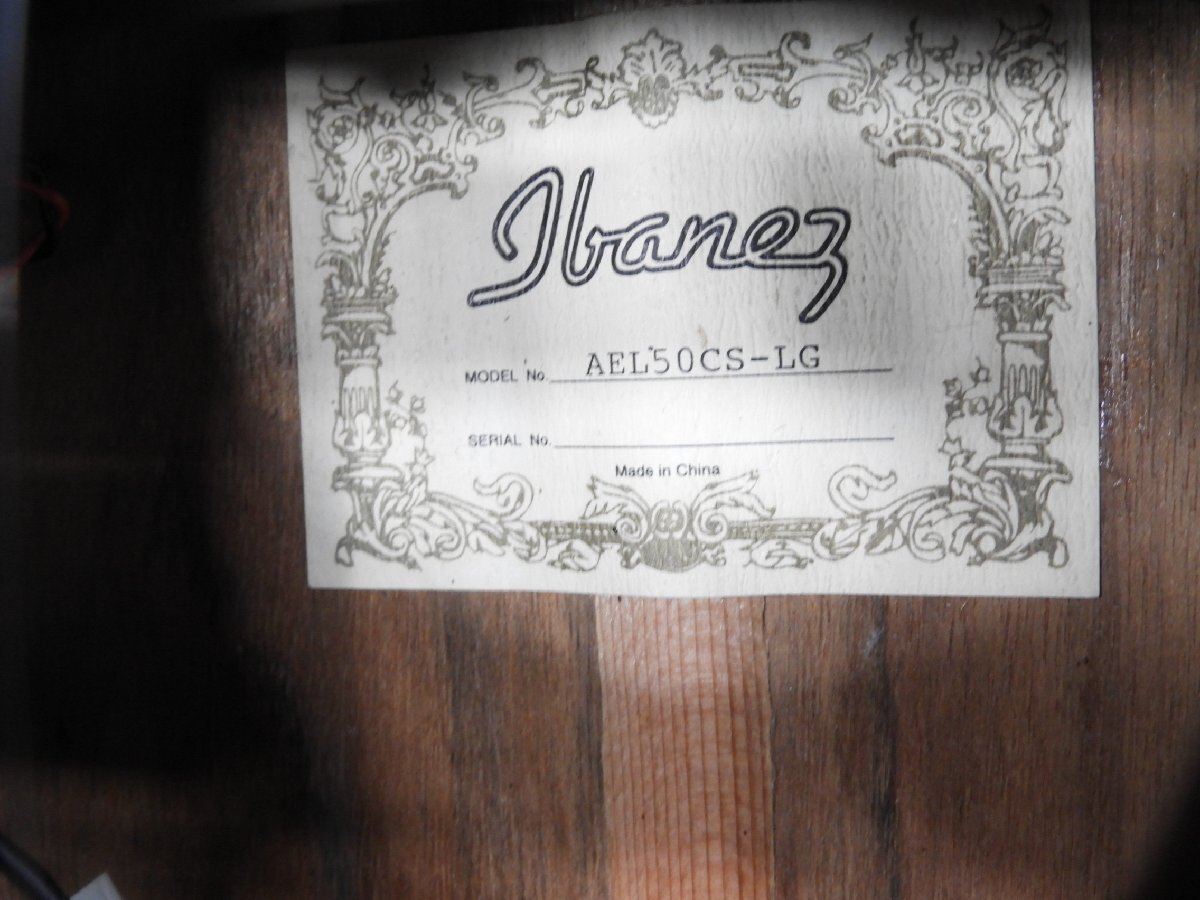 Ibanez
MODEL No. AEL50CS-LG
SERIAL No.
Made in China